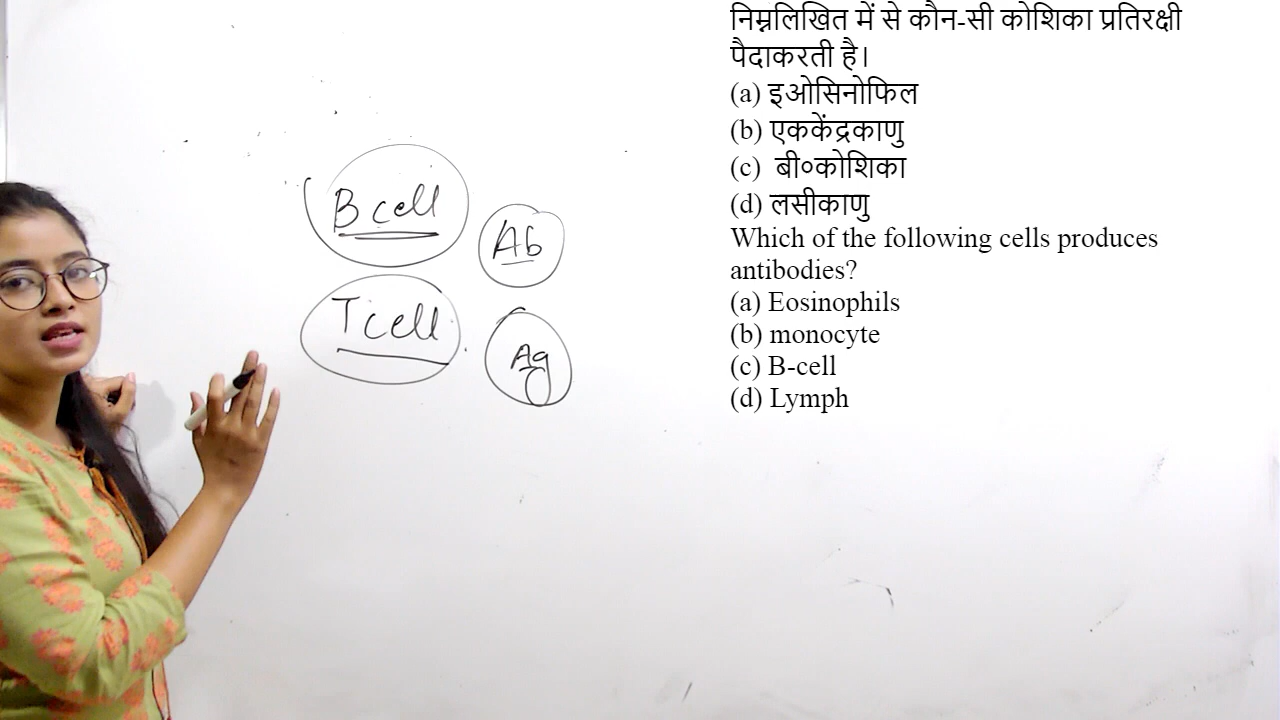 निम्नलिखित में से कौन-सी कोशिका प्रतिरक्षी
पैदाकरती है।
(a) इओसिनोफिल
(b) एककेंद्रकाणु
(c) बी०कोशिका
(d) लसीकाणु
Which of the following cells produces
antibodies?
(a) Eosinophils
(b) monocyte
(c) B-cell
(d) Lymph
B cell
Ab
T cell
Ag